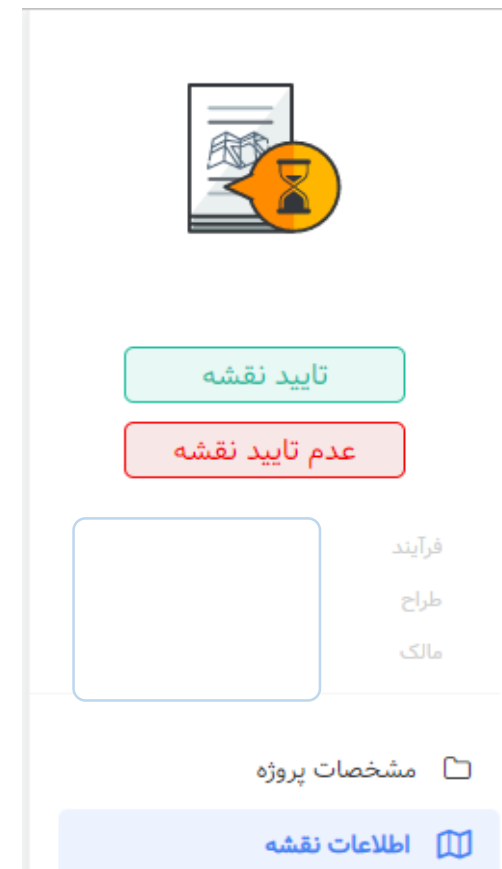 تایید نقشه
عدم تایید نقشه
فرآیند
طراح
مالک
مشخصات پروژه
اطلاعات نقشه